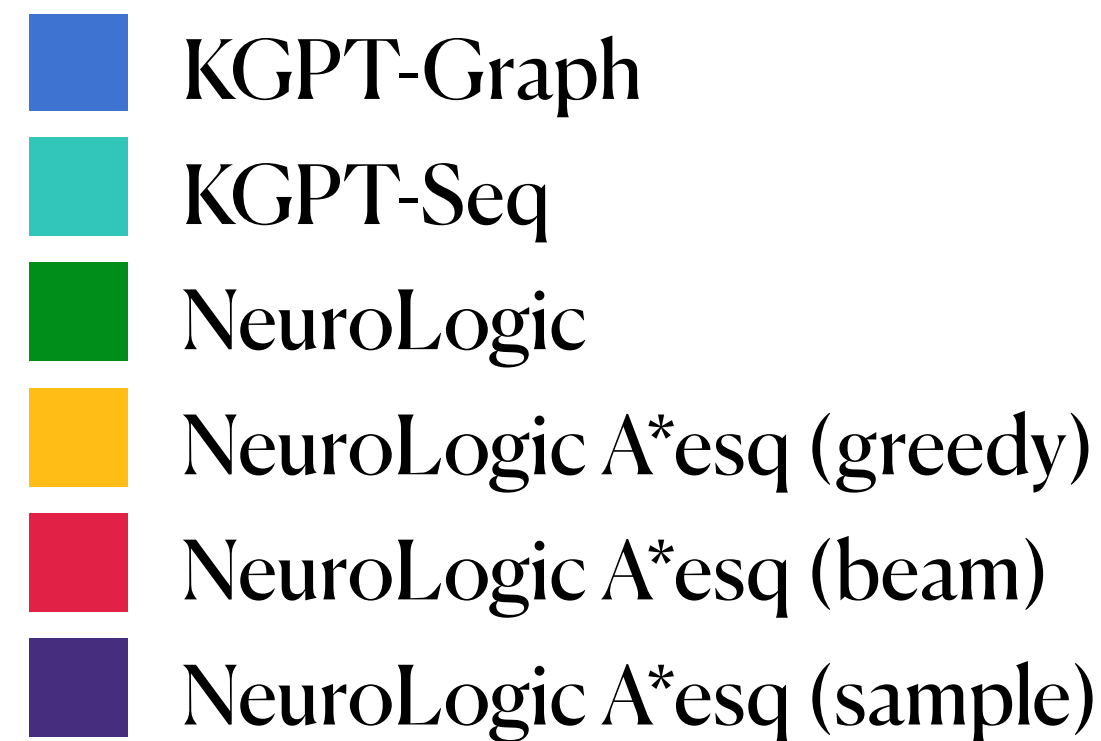 KGPT-Graph
KGPT-Seq
NeuroLogic
NeuroLogic A*esq (greedy)
NeuroLogic A*esq (beam)
NeuroLogic A*esq (sample)